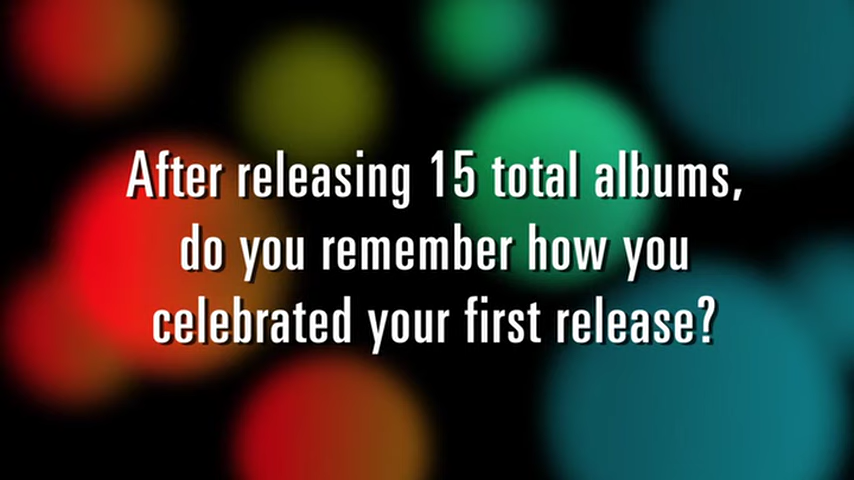 After releasing 15 total albums,
do you remember how you
celebrated your first release?